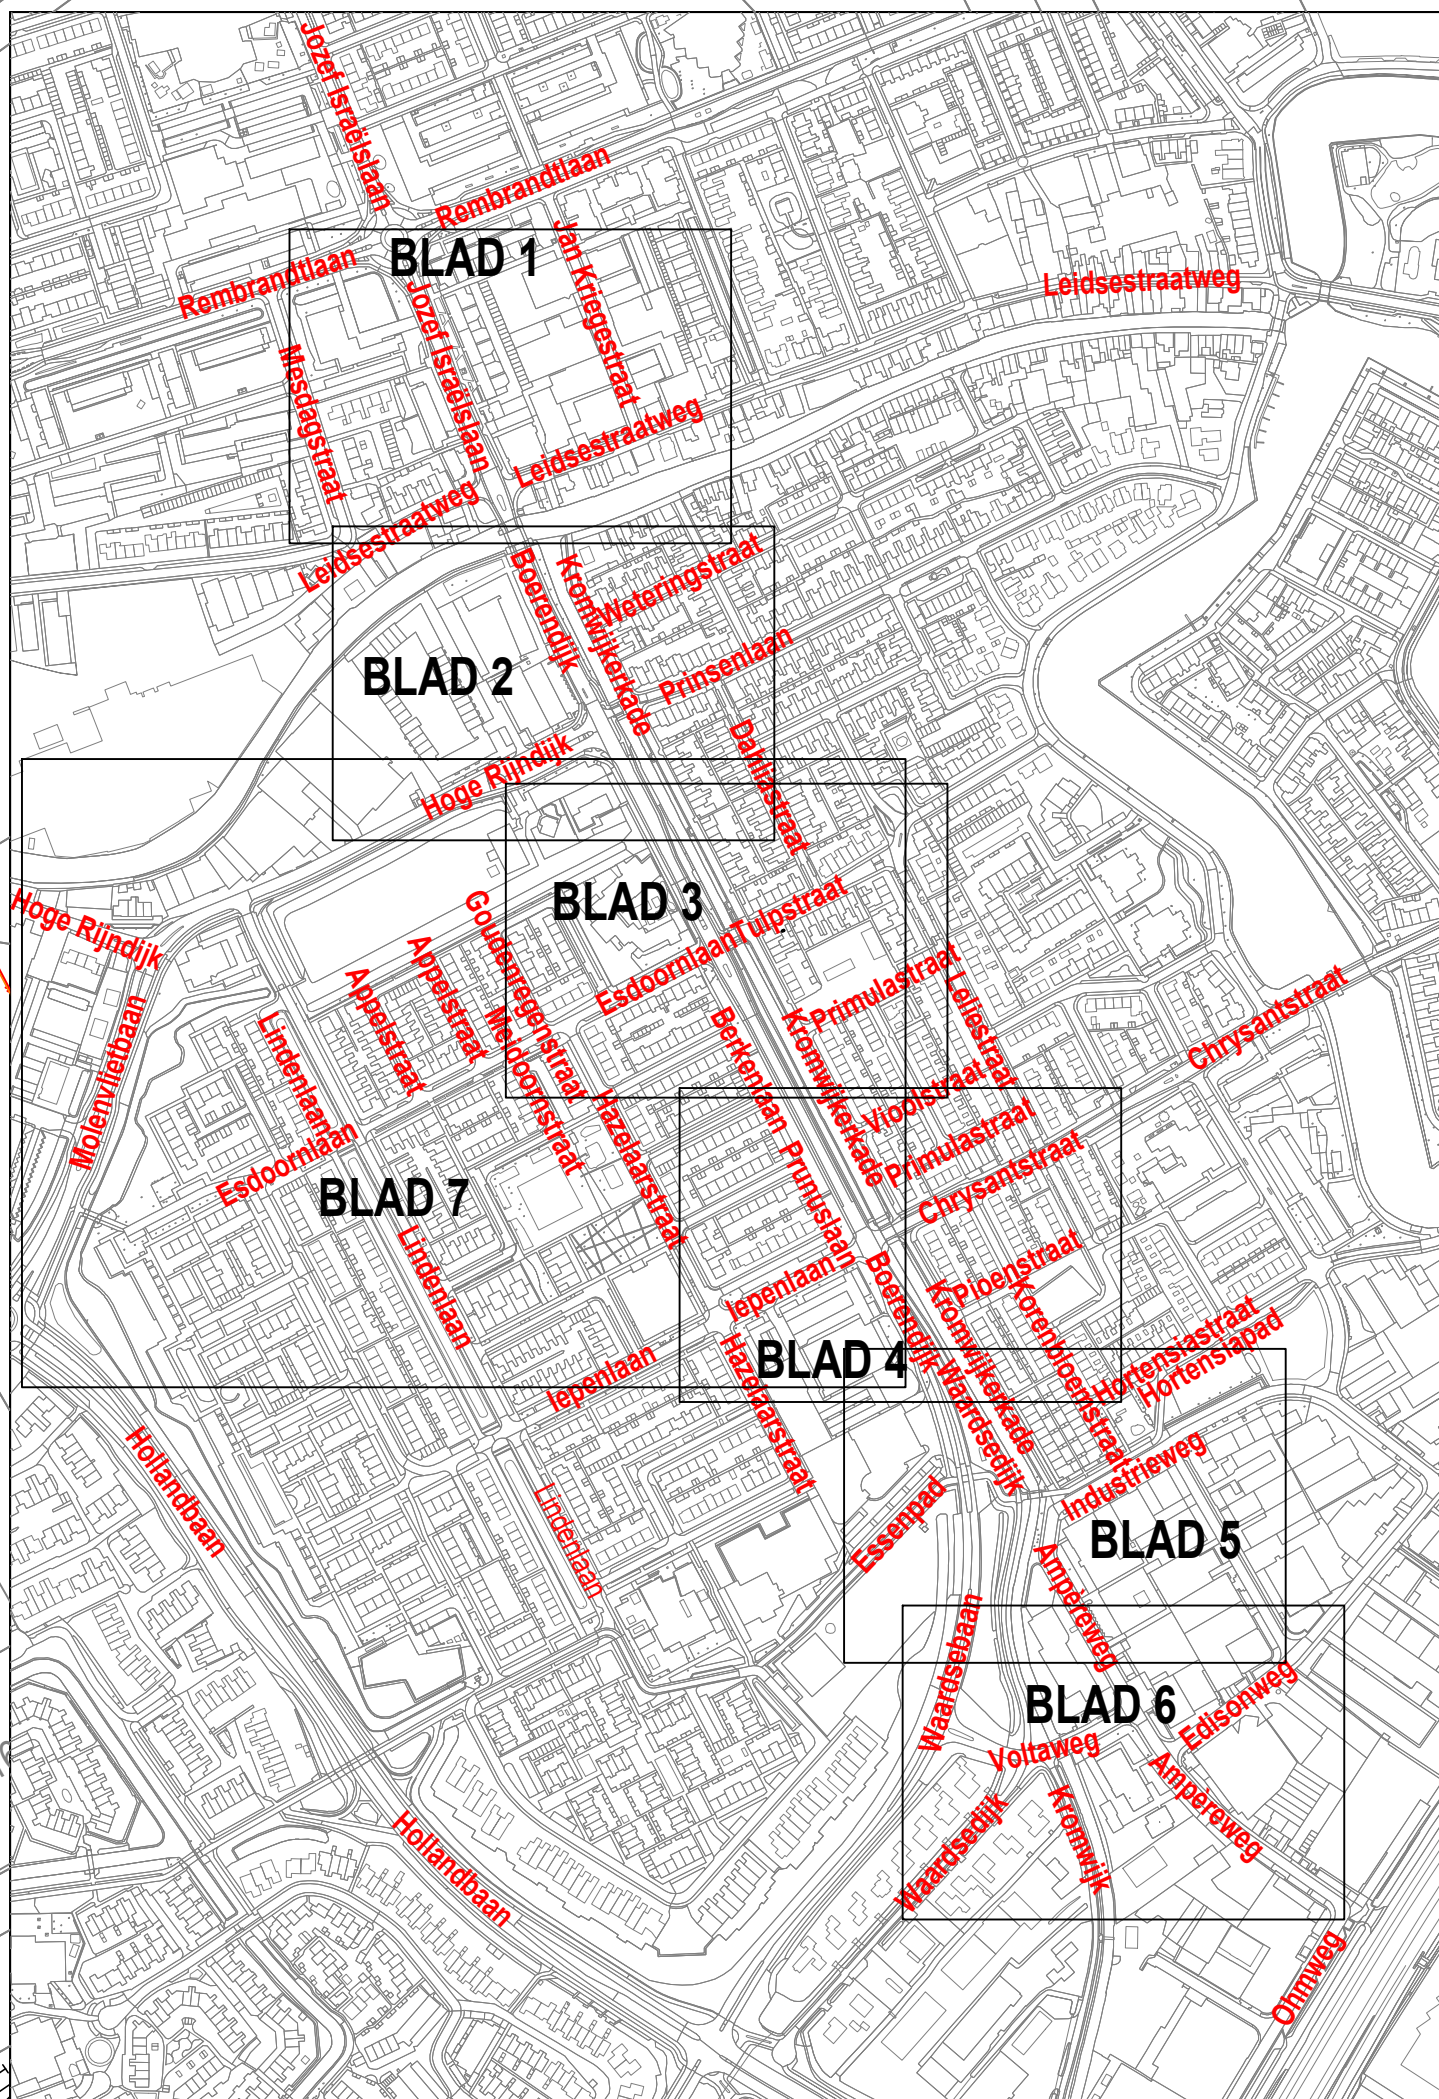 Jozef Israëlslaan
Rembrandtlaan
BLAD 1
Jan Kriegestraat
Rembrandtlaan
Leidsestraatweg
Jozef Israëlslaan
Mesdagstraat
Leidsestraatweg
Leidsestraatweg
Boerendijk
Kromwijkerkade
Weteringstraat
BLAD 2
Prinsenlaan
Dahliastraat
Hoge Rijndijk
BLAD 3
Tulpstraat
Esdoornlaan
Goudenregenstraat
Hoge Rijndijk
Appelstraat
Appelstraat
Meidoornstraat
Primulastraat
Leliestraat
Chrysantstraat
Molenvlietbaan
Lindenlaan
Berkenlaan
Kromwijkerkade
Vioolstraat
Hazelaarstraat
Primulastraat
Esdoornlaan
BLAD 7
Prunuslaan
Chrysantstraat
Lindenlaan
Iepenlaan
Boerendijk
Pioenstraat
Kromwijkerkade
Korenbloemstraat
Hortensiastraat
Hortensiapad
BLAD 4
Iepenlaan
Hazelaarstraat
Waardsedijk
Hollandbaan
Industrieweg
Lindenlaan
Essenpad
BLAD 5
Ampèreweg
Waardsebaan
BLAD 6
Edisonweg
Voltaweg
Ampèreweg
Kromwijk
Waardsedijk
Hollandbaan
Ohmweg